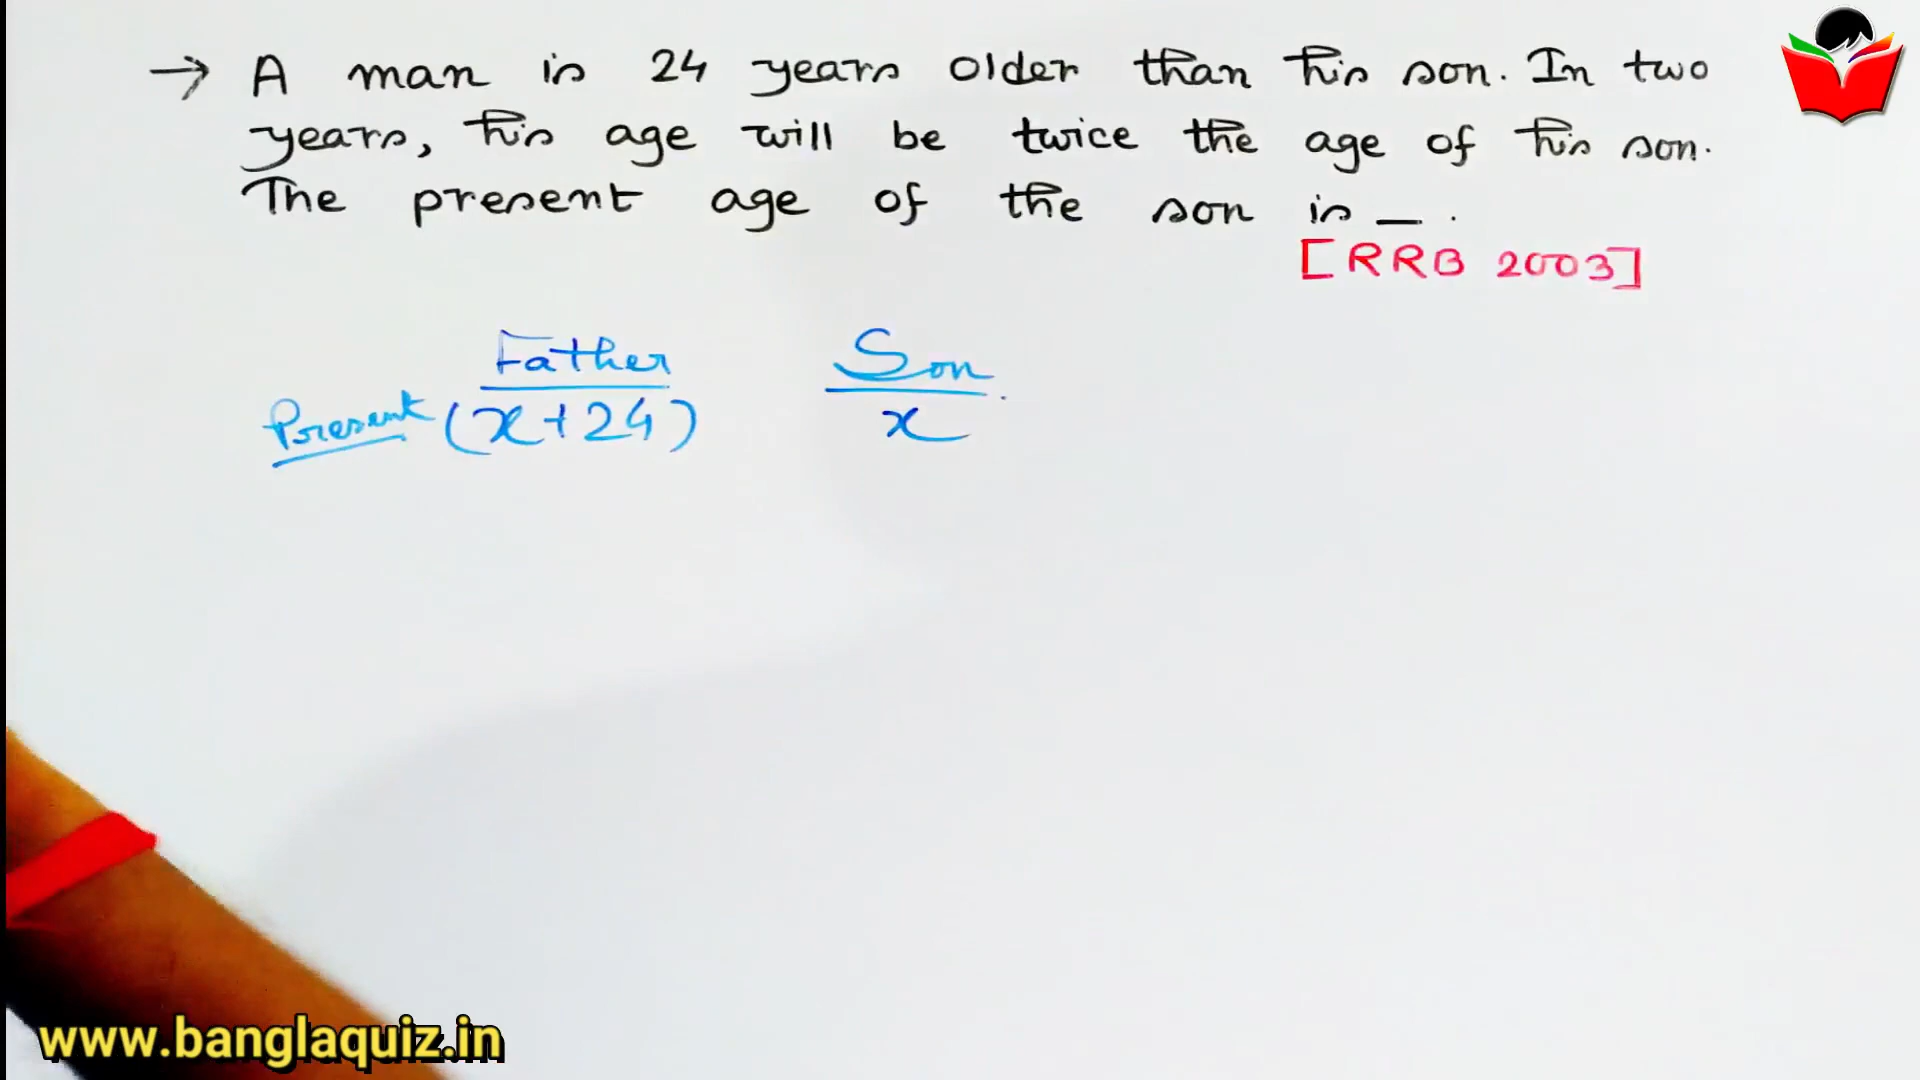 → A man is 24 years older than his son. In two
years, his age will be twice the age of his son.
The present age of the son is _ .
[RRB 2003]
Father Son
Present (x+24) x
www.banglaquiz.in